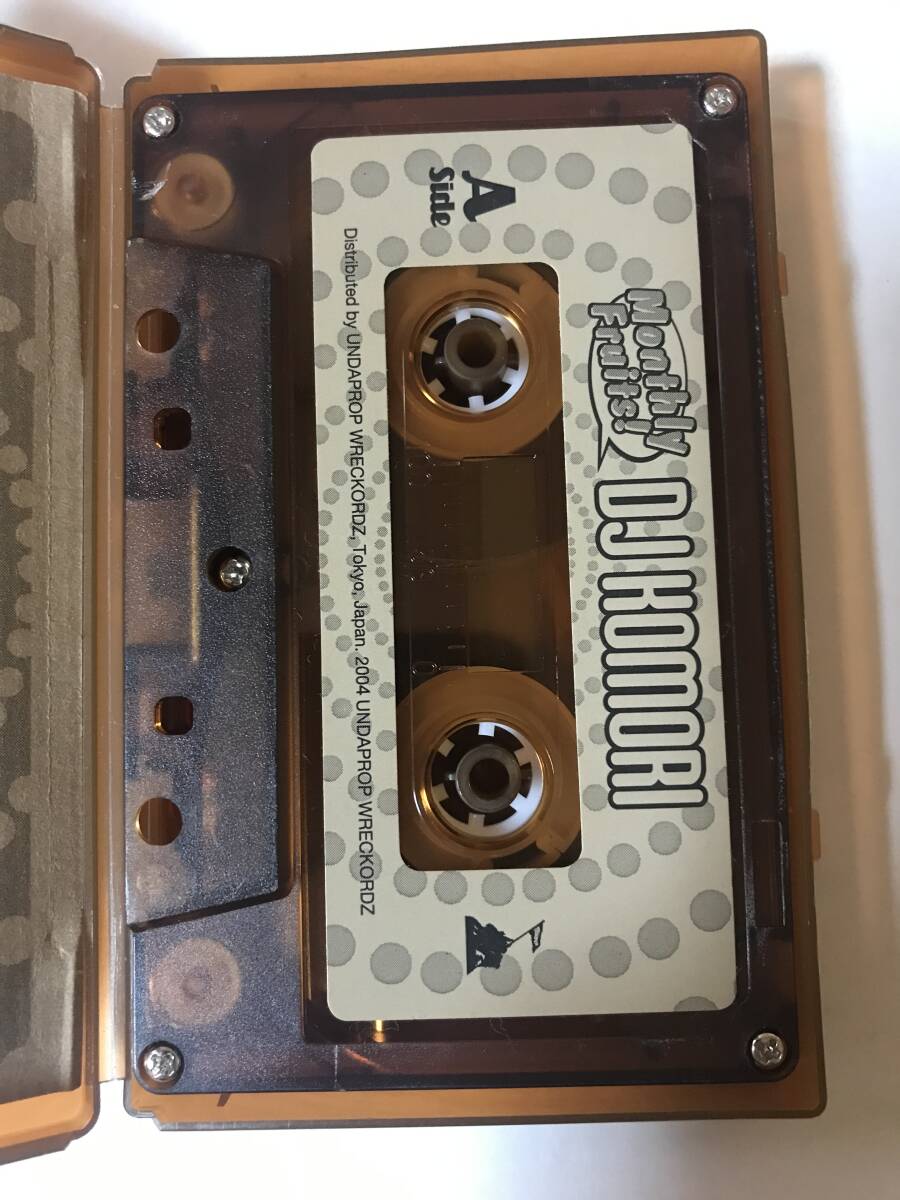 Monthly
Fruits!
DJ KOMORI
A
Side
Distributed by UNDAPROP WRECKORDZ, Tokyo, Japan. 2004 UNDAPROP WRECKORDZ